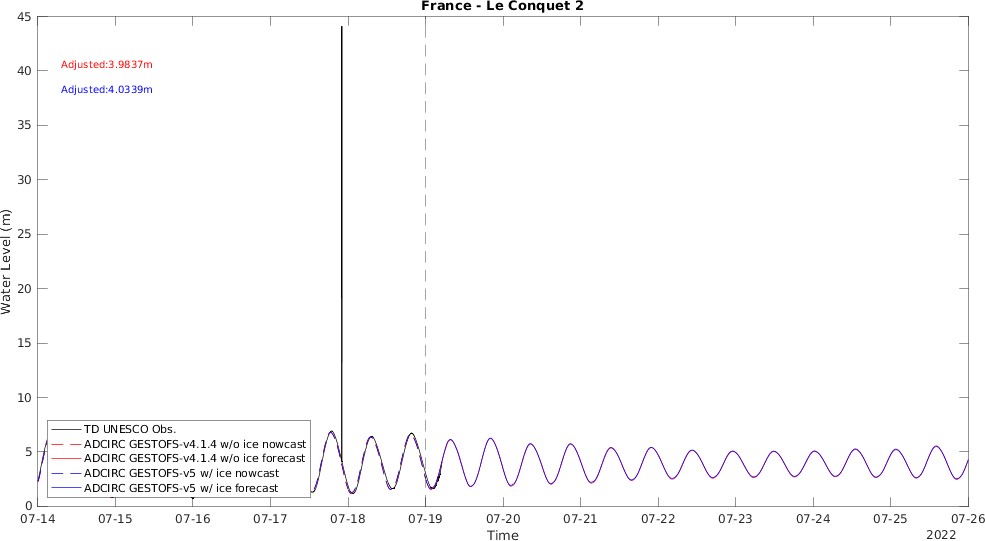 France - Le Conquet 2
45
40
35
30
25
20
15
10
5
0
Water Level (m)
Adjusted:3.9837m
Adjusted:4.0339m
TD UNESCO Obs.
ADCIRC GESTOFS-v4.1.4 w/o ice nowcast
ADCIRC GESTOFS-v4.1.4 w/o ice forecast
ADCIRC GESTOFS-v5 w/ ice nowcast
ADCIRC GESTOFS-v5 w/ ice forecast
07-14 07-15 07-16 07-17 07-18 07-19 07-20 07-21 07-22 07-23 07-24 07-25 07-26
Time
2022